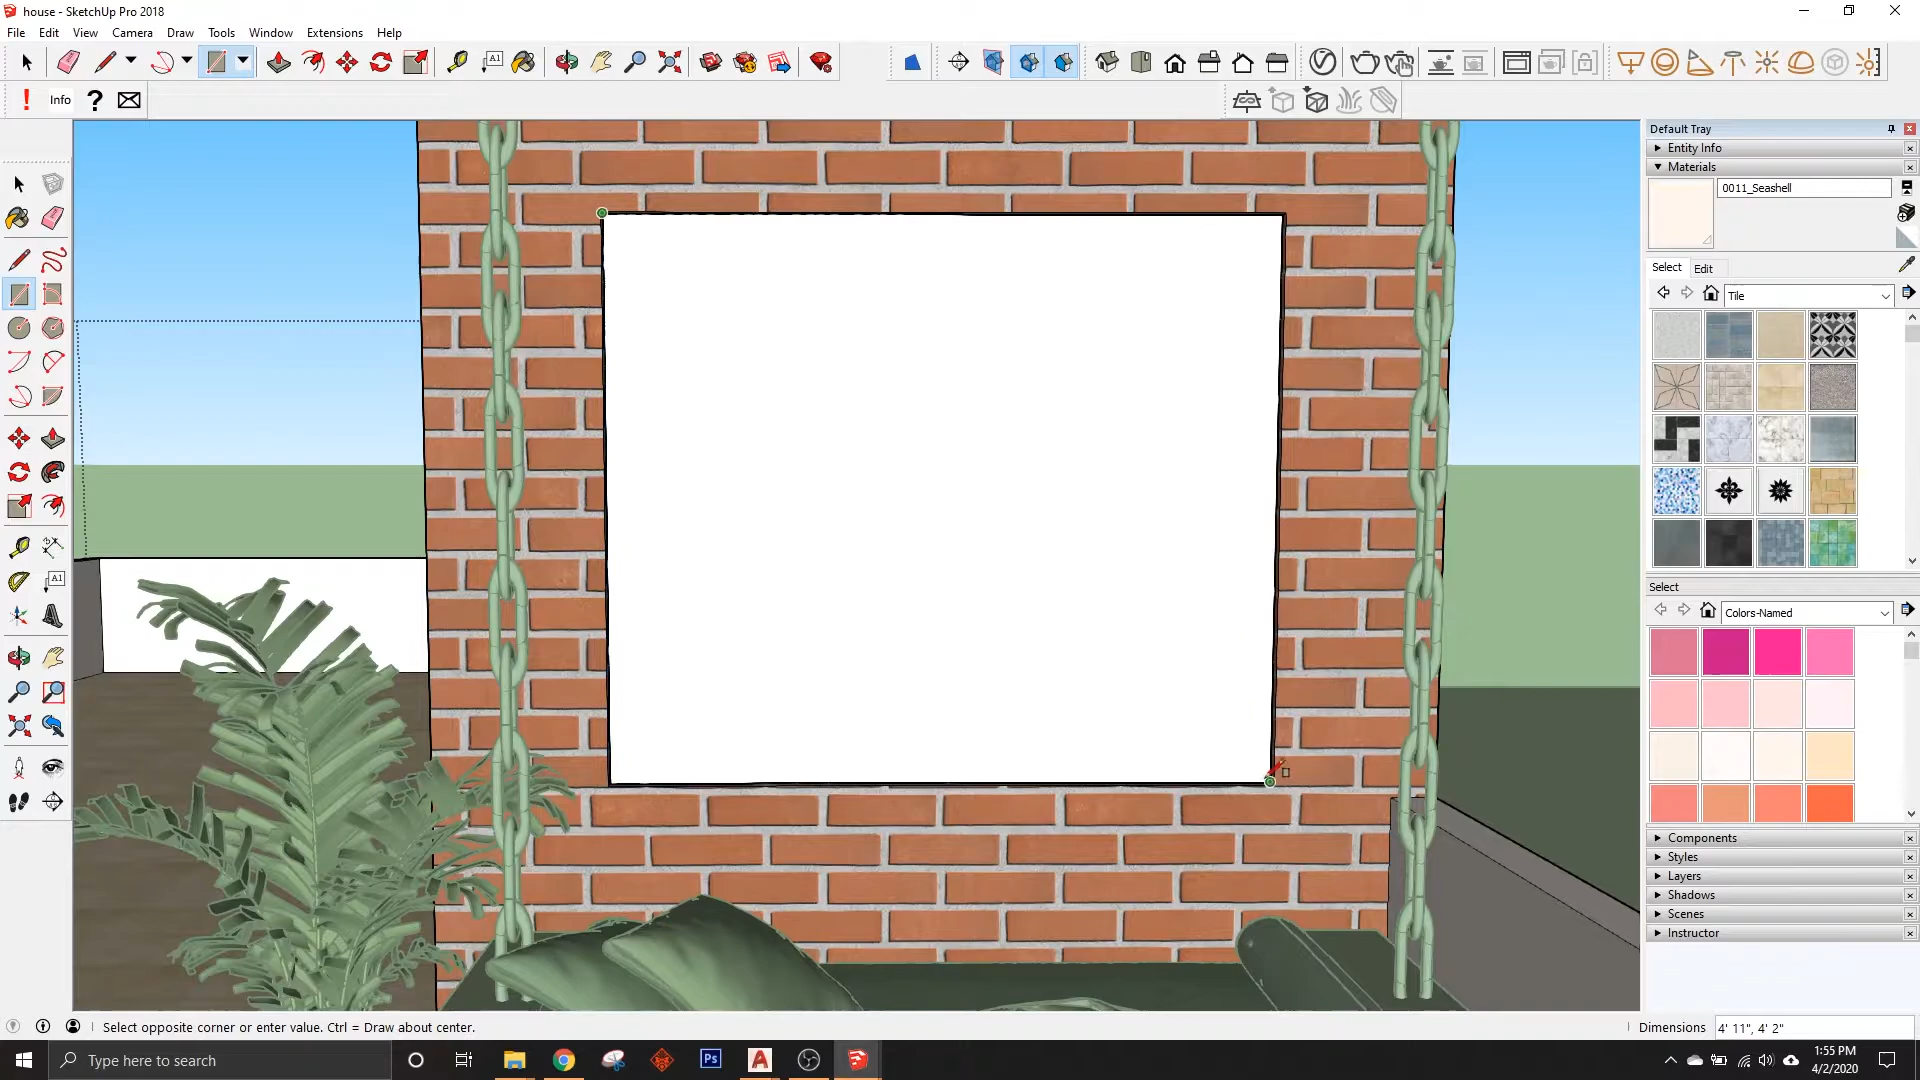 house - SketchUp Pro 2018
File Edit View Camera Draw Tools Window Extensions Help
A1
! Info ?
Default Tray
Entity Info
Materials
0011_Seashell
Select Edit
Tile
Select
Colors-Named
Components
Styles
Layers
Shadows
Scenes
Instructor
A1
Select opposite corner or enter value. Ctrl = Draw about center.
Dimensions 4' 11", 4' 2"
Type here to search
Ps
A
1:55 PM
4/2/2020